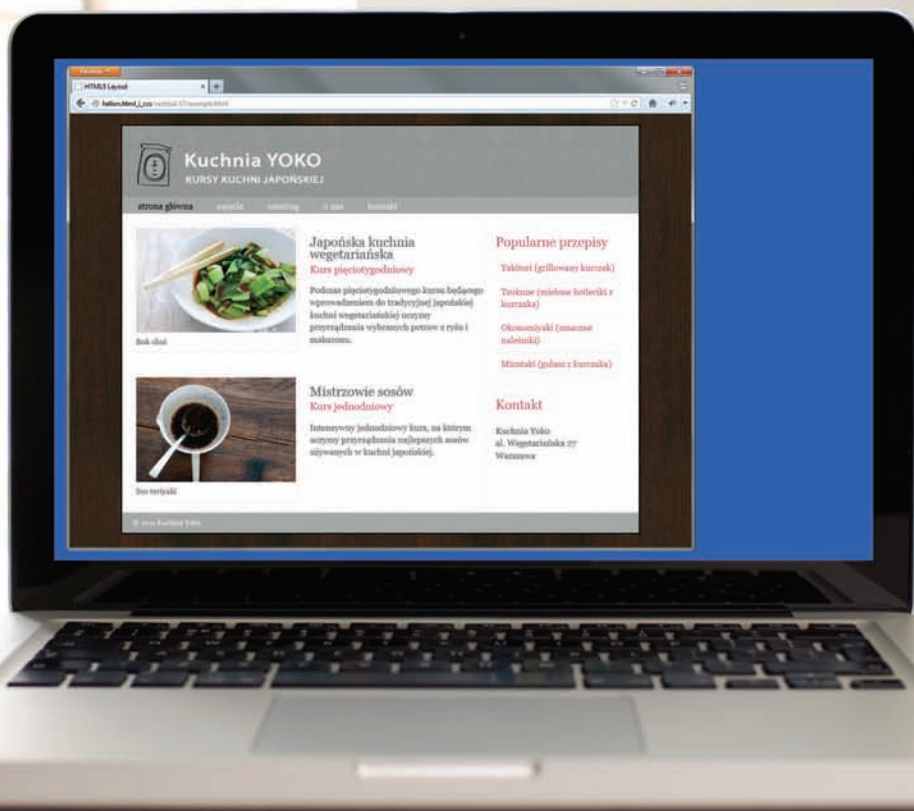 Firefox
HTML5 Layout
Kuchnia YOKO
KURSY KUCHNI JAPOŃSKIEJ
strona główna zajęcia catering o nas kontakt
Japońska kuchnia
wegetariańska
Kurs pięciotygodniowy
Podczas pięciotygodniowego kursu będącego
wprowadzeniem do tradycyjnej japońskiej
kuchni wegetariańskiej uczymy
przyrządzania wybranych potraw z ryżu i
makaronu.
Bok choi
Mistrzowie sosów
Kurs jednodniowy
Intensywny jednodniowy kurs, na którym
uczymy przyrządzania najlepszych sosów
używanych w kuchni japońskiej.
Sos teriyaki
Popularne przepisy
Yakitori (grillowany kurczak)
Tsukune (mielone kotleciki z
kurczaka)
Okonomiyaki (smaczne
naleśniki)
Mizutaki (gulasz z kurczaka)
Kontakt
Kuchnia Yoko
al. Wegetariańska 27
Warszawa
Kuchnia Yoko